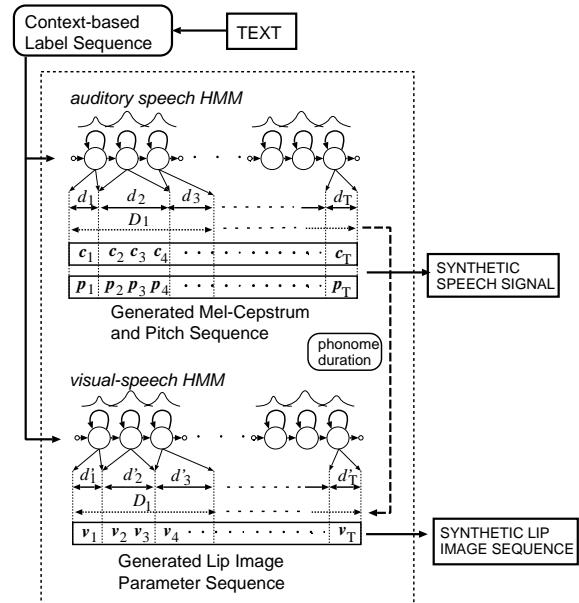 Context-based
Label Sequence
TEXT
auditory speech HMM
d1 d2 d3 dT
D1
c1 c2 c3 c4 cT
p1 p2 p3 p4 pT
Generated Mel-Cepstrum
and Pitch Sequence
SYNTHETIC
SPEECH SIGNAL
phonome
duration
visual-speech HMM
d'1 d'2 d'3 d'T
D1
v1 v2 v3 v4 vT
Generated Lip Image
Parameter Sequence
SYNTHETIC LIP
IMAGE SEQUENCE